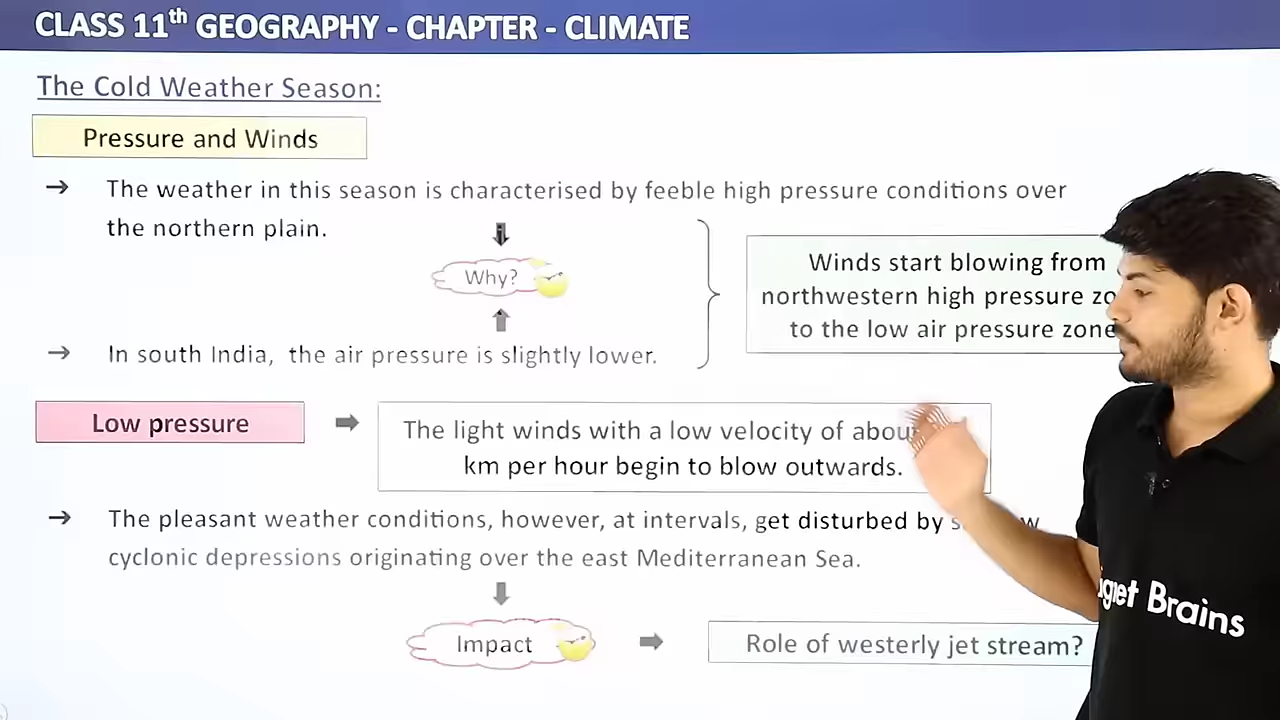 CLASS 11th GEOGRAPHY - CHAPTER - CLIMATE
The Cold Weather Season:
Pressure and Winds
→ The weather in this season is characterised by feeble high pressure conditions over
the northern plain.
Why?
Winds start blowing from
northwestern high pressure
to the low air pressure zone
→ In south India, the air pressure is slightly lower.
Low pressure
The light winds with a low velocity of
km per hour begin to blow outwards.
→ The pleasant weather conditions, however, at intervals, get disturbed by
cyclonic depressions originating over the east Mediterranean Sea.
Impact
Role of westerly jet stream?
Brains